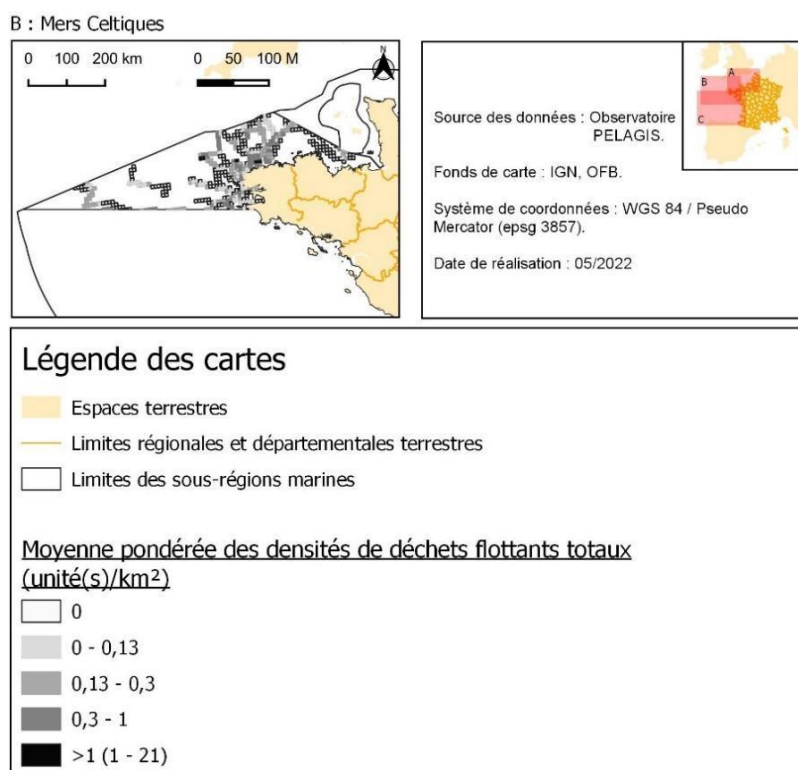 B : Mers Celtiques
0 100 200 km
0 50 100 M
N
Source des données : Observatoire
PELAGIS.
Fonds de carte : IGN, OFB.
Système de coordonnées : WGS 84 / Pseudo
Mercator (epsg 3857).
Date de réalisation : 05/2022
A
B
C
Légende des cartes
Espaces terrestres
Limites régionales et départementales terrestres
Limites des sous-régions marines
Moyenne pondérée des densités de déchets flottants totaux
(unité(s)/km²)
0
0 - 0,13
0,13 - 0,3
0,3 - 1
>1 (1 - 21)